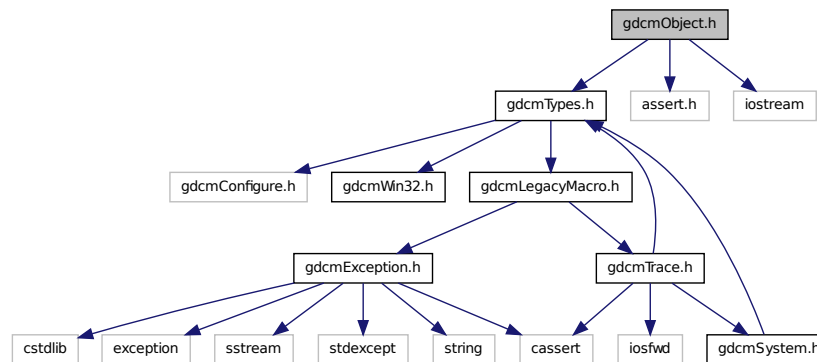 gdcmObject.h
gdcmTypes.h
assert.h
iostream
gdcmConfigure.h
gdcmWin32.h
gdcmLegacyMacro.h
gdcmException.h
gdcmTrace.h
cstdlib
exception
sstream
stdexcept
string
cassert
iosfwd
gdcmSystem.h